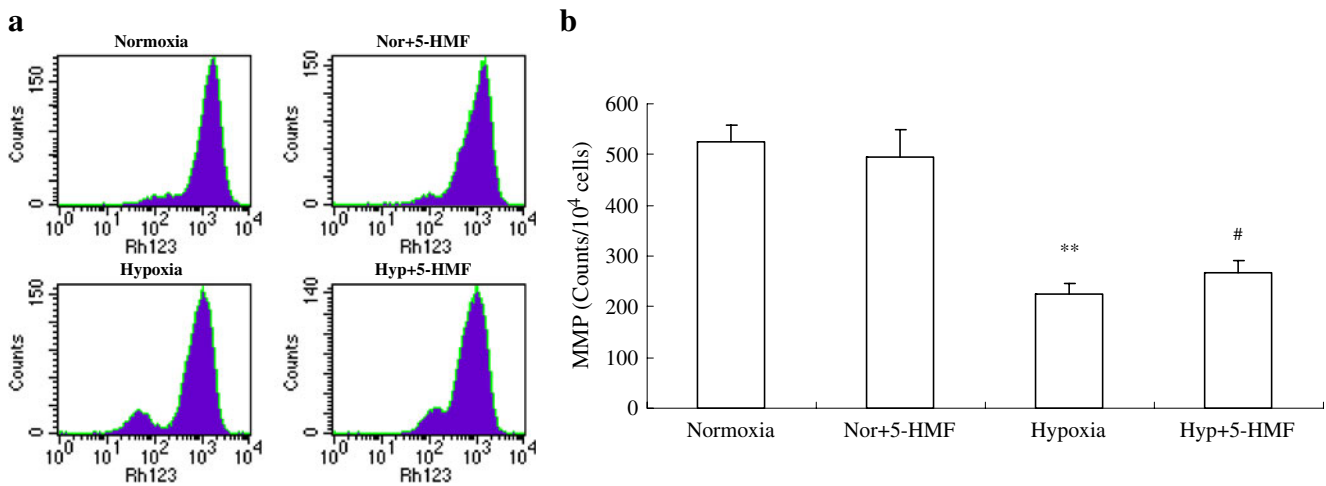 a
Normoxia
150
Counts
0
10^0 10^1 10^2 10^3 10^4
Rh123
Nor+5-HMF
150
Counts
0
10^0 10^1 10^2 10^3 10^4
Rh123
Hypoxia
150
Counts
0
10^0 10^1 10^2 10^3 10^4
Rh123
Hyp+5-HMF
140
Counts
0
10^0 10^1 10^2 10^3 10^4
Rh123
b
MMP (Counts/10^4 cells)
600
500
400
300
200
100
0
**
#
Normoxia Nor+5-HMF Hypoxia Hyp+5-HMF